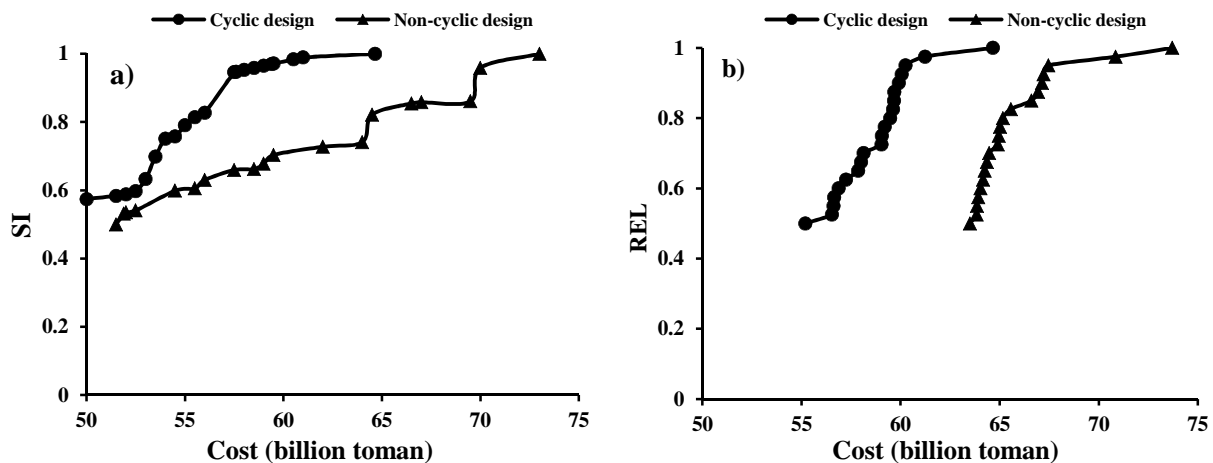 Cyclic design Non-cyclic design
a)
SI
1
0.8
0.6
0.4
0.2
0
50 55 60 65 70 75
Cost (billion toman)
Cyclic design Non-cyclic design
b)
REL
1
0.8
0.6
0.4
0.2
0
50 55 60 65 70 75
Cost (billion toman)